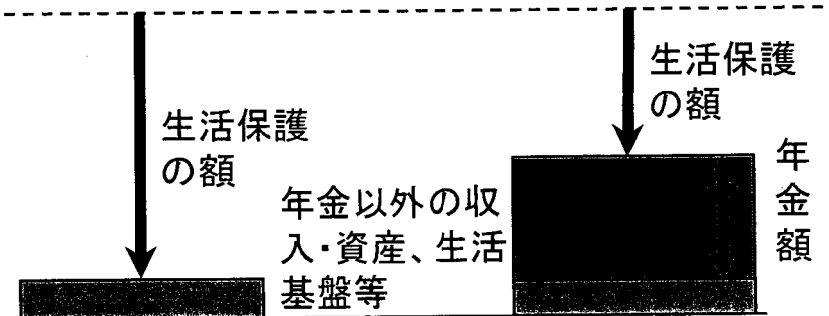 生活保護
の額
年金以外の収
入・資産、生活
基盤等
生活保護
の額
年
金
額